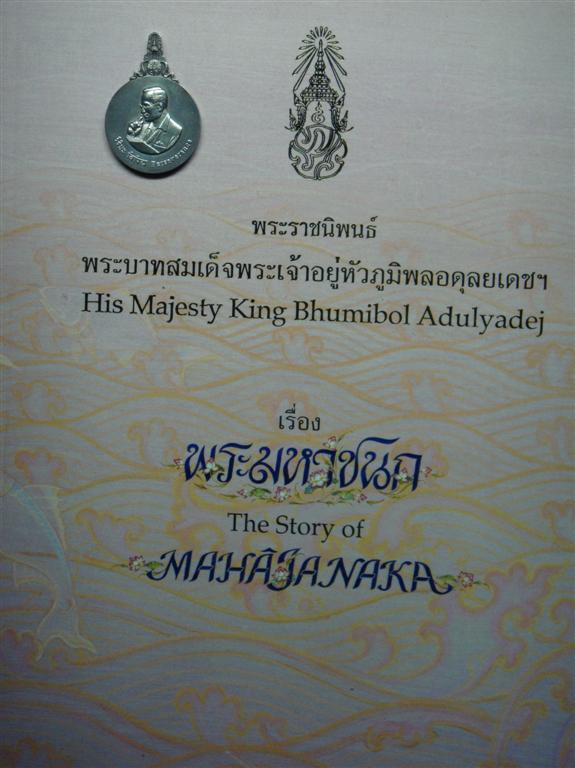 พระราชนิพนธ์
พระบาทสมเด็จพระเจ้าอยู่หัวภูมิพลอดุลยเดชฯ
His Majesty King Bhumibol Adulyadej
เรื่อง
พระมหาชนก
The Story of
MAHĀJANAKA